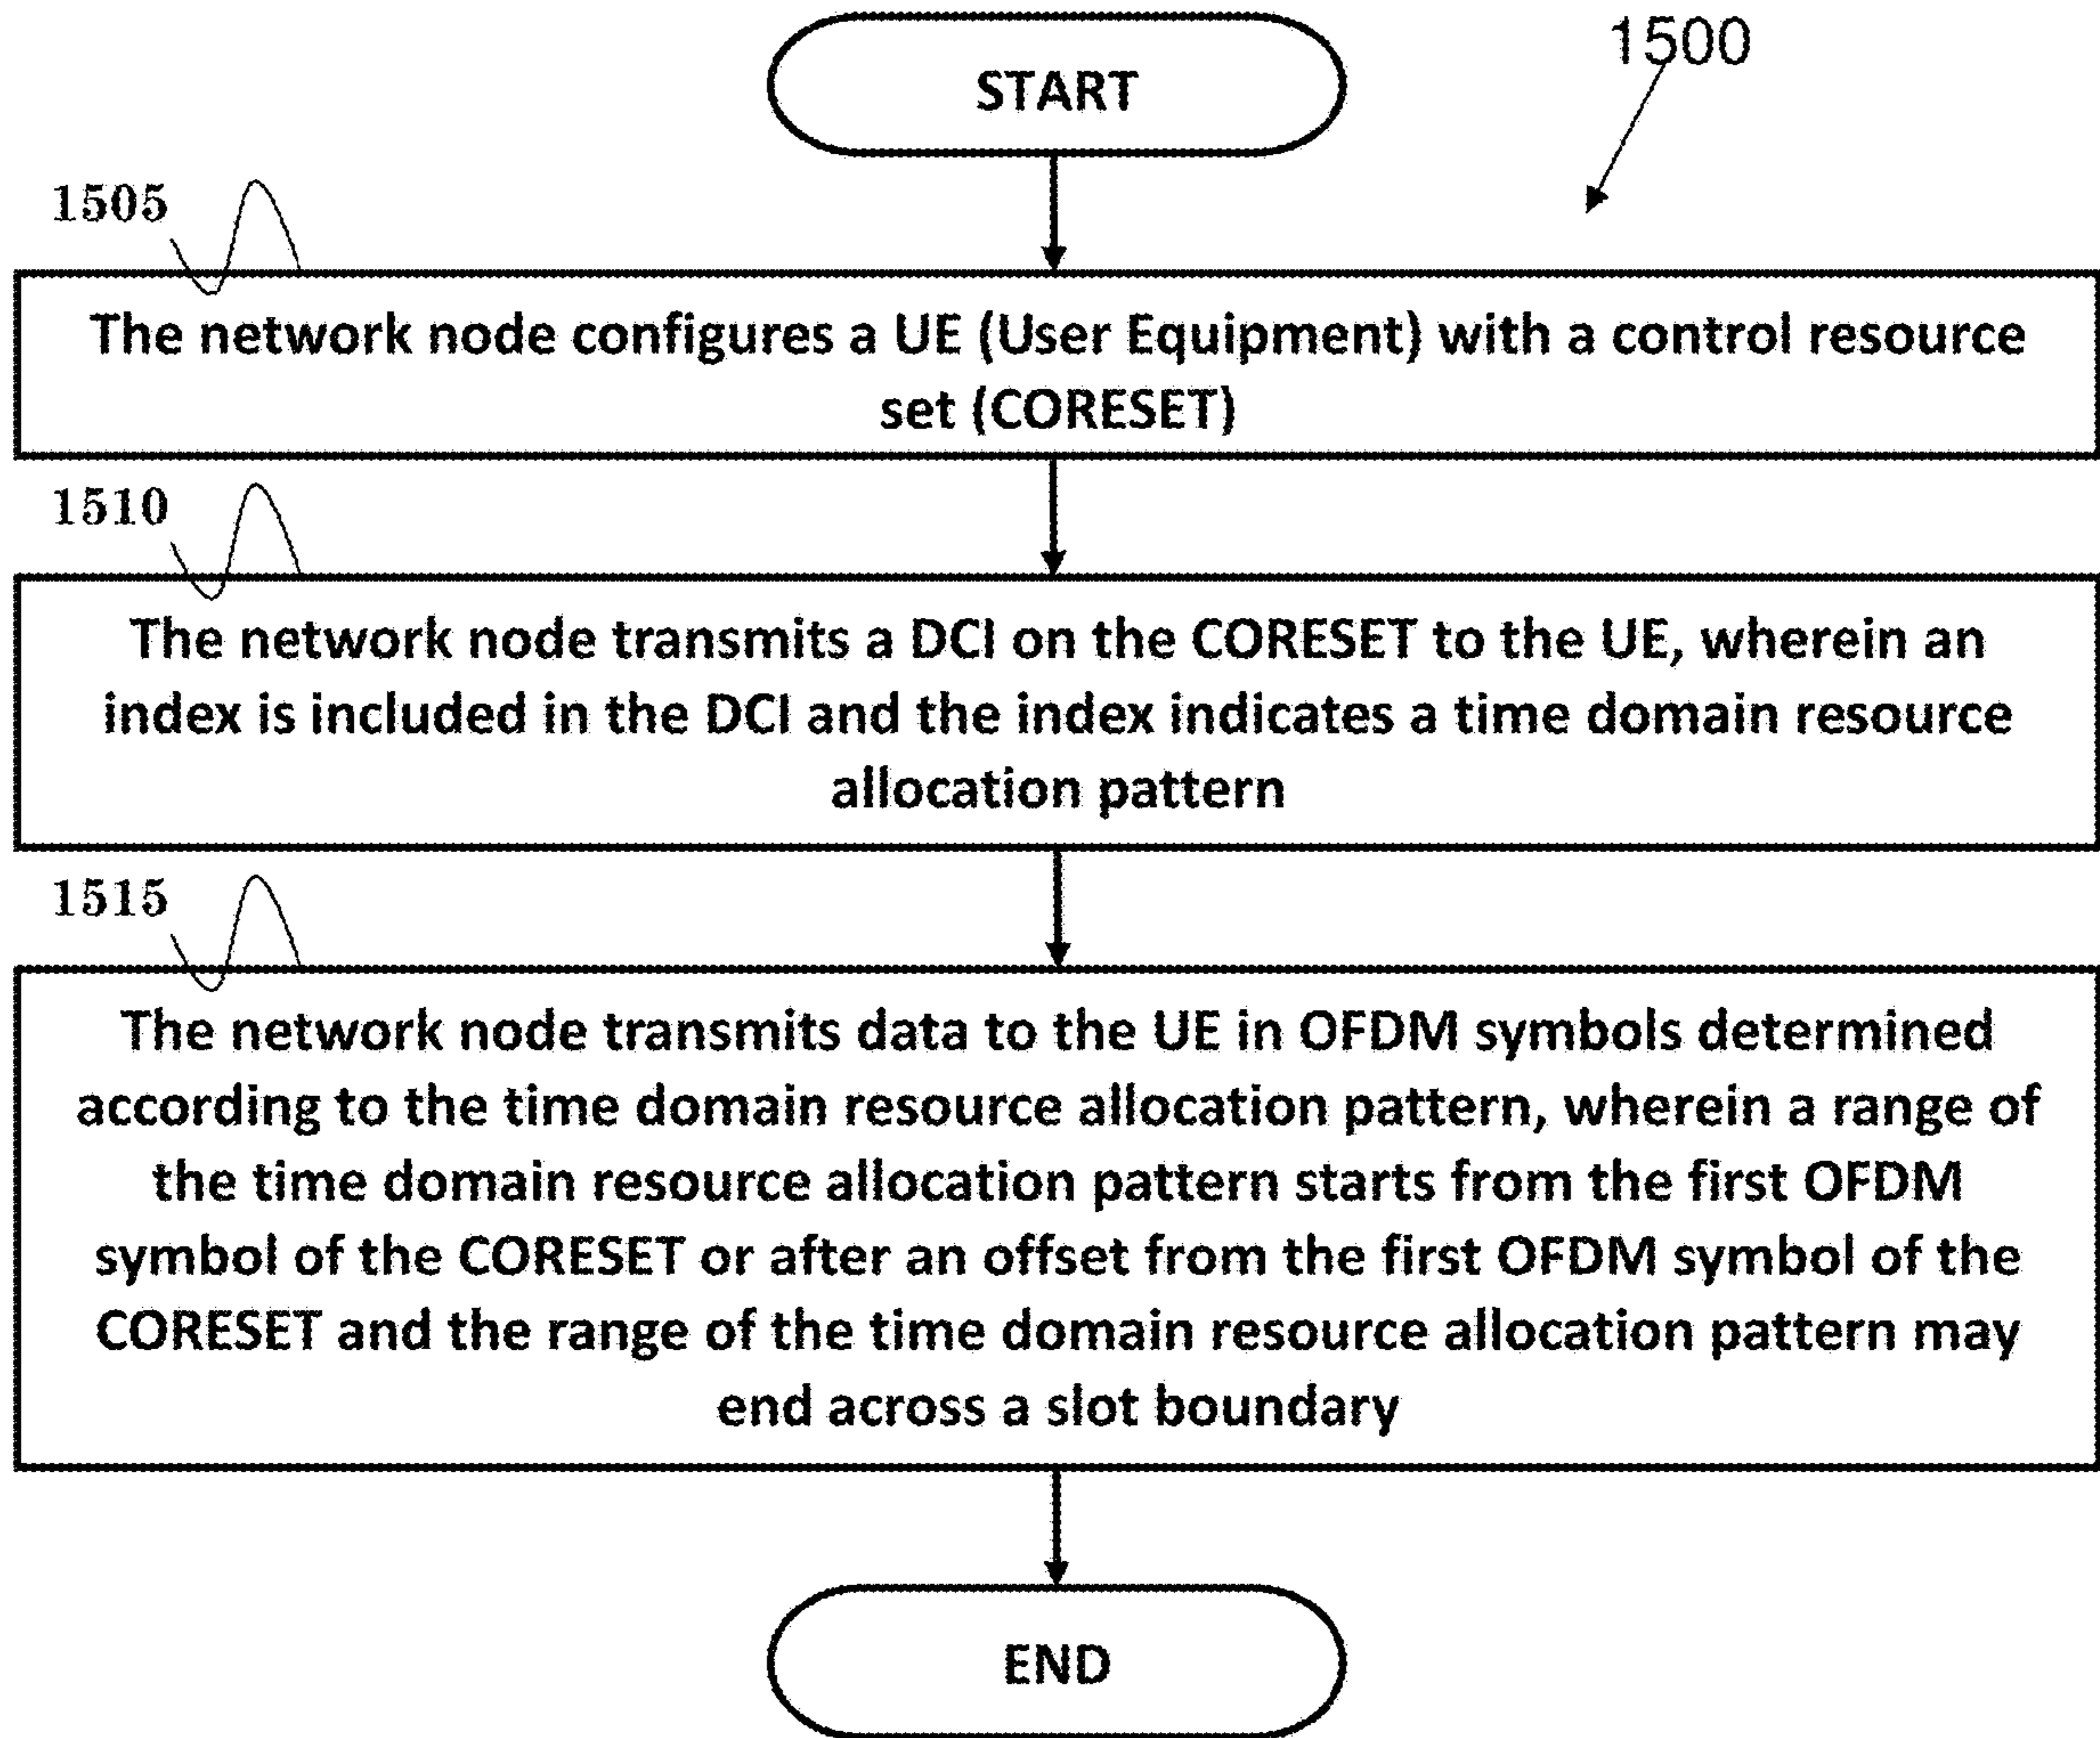 START
1500
1505
The network node configures a UE (User Equipment) with a control resource
set (CORESET)
1510
The network node transmits a DCI on the CORESET to the UE, wherein an
index is included in the DCI and the index indicates a time domain resource
allocation pattern
1515
The network node transmits data to the UE in OFDM symbols determined
according to the time domain resource allocation pattern, wherein a range of
the time domain resource allocation pattern starts from the first OFDM
symbol of the CORESET or after an offset from the first OFDM symbol of the
CORESET and the range of the time domain resource allocation pattern may
end across a slot boundary
END